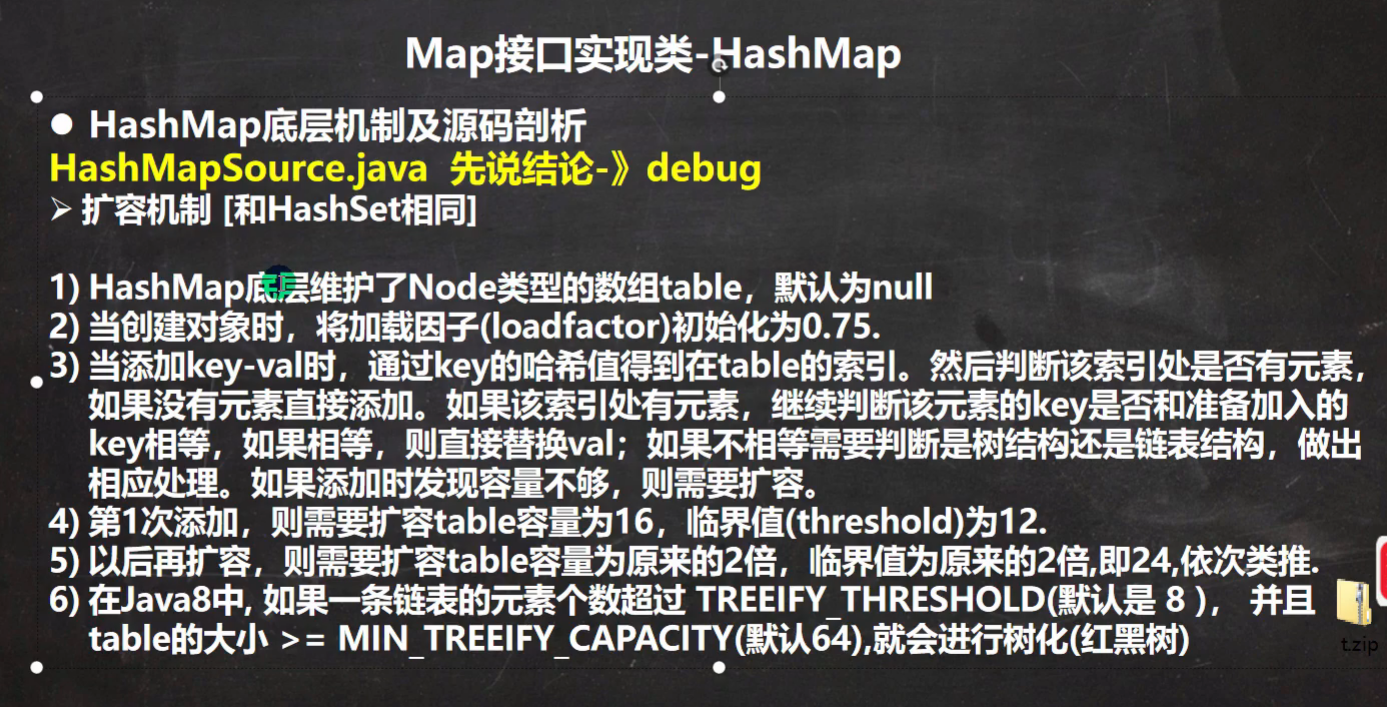 Map接口实现类-HashMap
● HashMap底层机制及源码剖析
HashMapSource.java 先说结论-》debug
➢ 扩容机制 [和HashSet相同]
1) HashMap底层维护了Node类型的数组table，默认为null
2) 当创建对象时，将加载因子(loadfactor)初始化为0.75.
3) 当添加key-val时，通过key的哈希值得到在table的索引。然后判断该索引处是否有元素，
如果没有元素直接添加。如果该索引处有元素，继续判断该元素的key是否和准备加入的
key相等，如果相等，则直接替换val；如果不相等需要判断是树结构还是链表结构，做出
相应处理。如果添加时发现容量不够，则需要扩容。
4) 第1次添加，则需要扩容table容量为16，临界值(threshold)为12.
5) 以后再扩容，则需要扩容table容量为原来的2倍，临界值为原来的2倍,即24,依次类推.
6) 在Java8中, 如果一条链表的元素个数超过 TREEIFY_THRESHOLD(默认是 8 )， 并且
table的大小 >= MIN_TREEIFY_CAPACITY(默认64),就会进行树化(红黑树)
t.zip